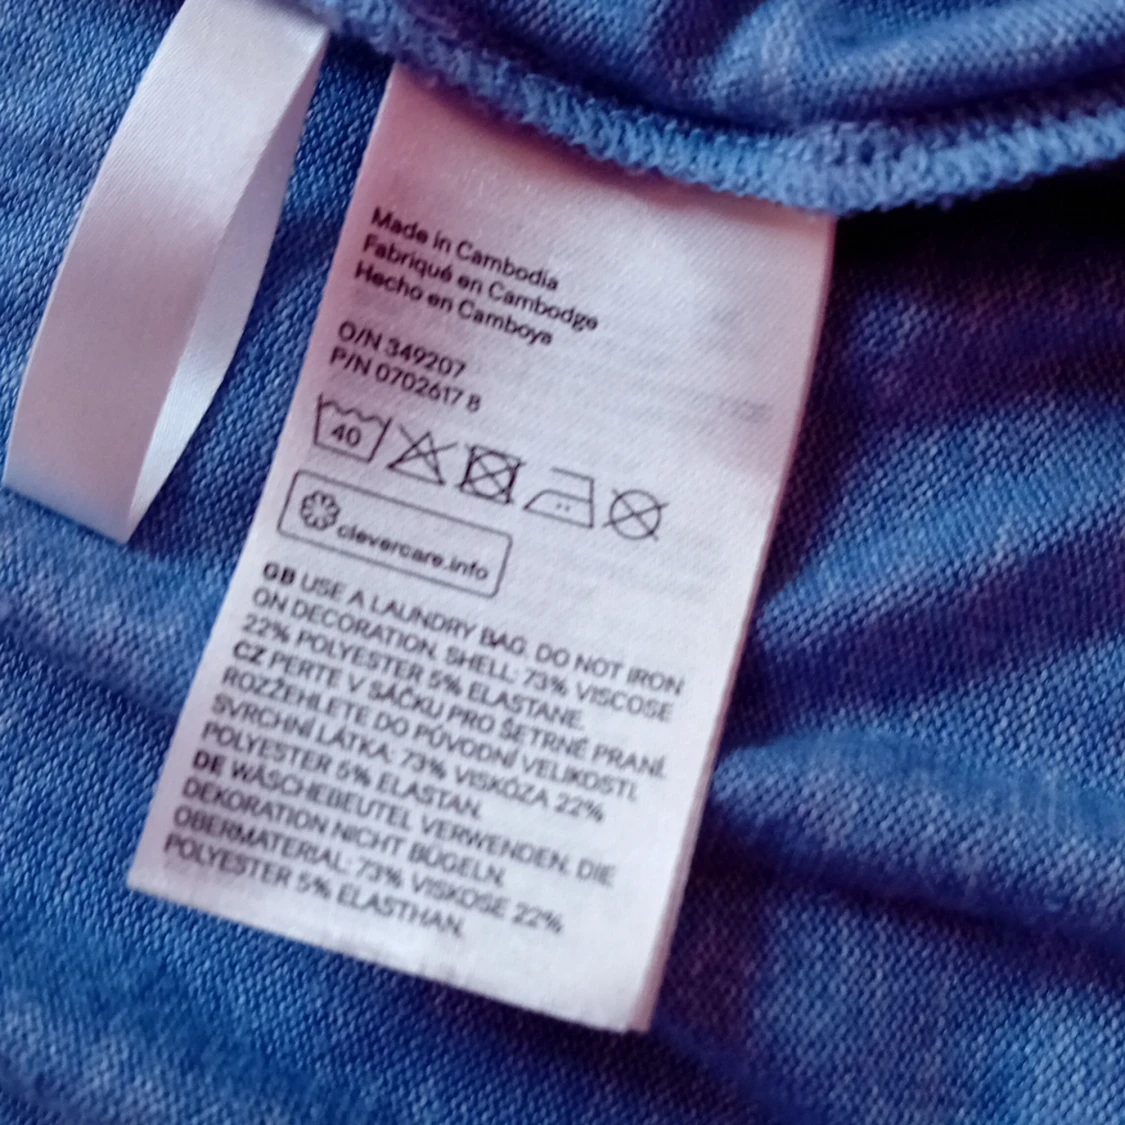 Made in Cambodia
Fabriqué en Cambodge
Hecho en Camboya
O/N 349207
P/N 0702617 8
40
clevercare.info
GB USE A LAUNDRY BAG. DO NOT IRON
ON DECORATION. SHELL: 73% VISCOSE
22% POLYESTER 5% ELASTANE.
CZ PERTE V SÁČKU PRO ŠETRNÉ PRANÍ.
ROZŽEHLETE DO PŮVODNÍ VELIKOSTI.
SVRCHNÍ LÁTKA: 73% VISKÓZA 22%
POLYESTER 5% ELASTAN.
DE WÄSCHEBEUTEL VERWENDEN. DIE
DEKORATION NICHT BÜGELN.
OBERMATERIAL: 73% VISKOSE 22%
POLYESTER 5% ELASTHAN.